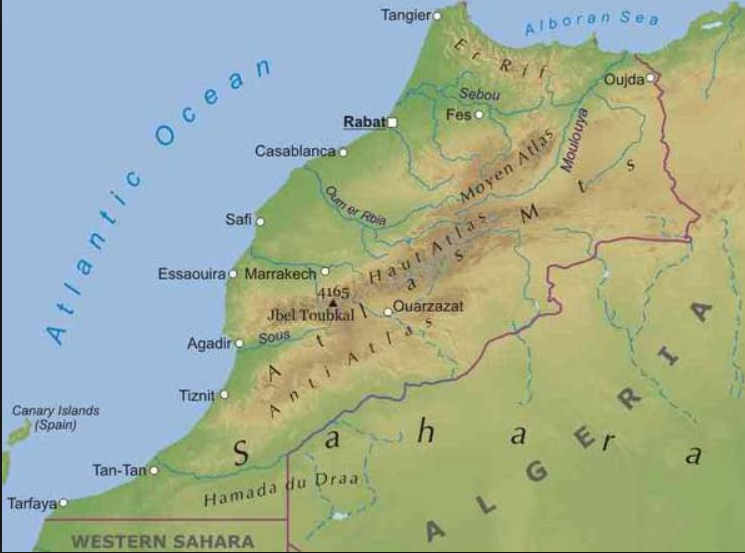 Tangier
Alboran Sea
Er Rif
Oujda
Sebou
Fes
Rabat
Moulouya
Casablanca
Moyen Atlas
Atlantic Ocean
Oum er Rbia
Safi
Haut Atlas
Essaouira
Marrakech
4165
Jbel Toubkal
Ouarzazat
Atlas Mts
Sous
Agadir
Anti Atlas
Tiznit
Canary Islands
(Spain)
Sahara
ALGERIA
Tan-Tan
Hamada du Draa
Tarfaya
WESTERN SAHARA